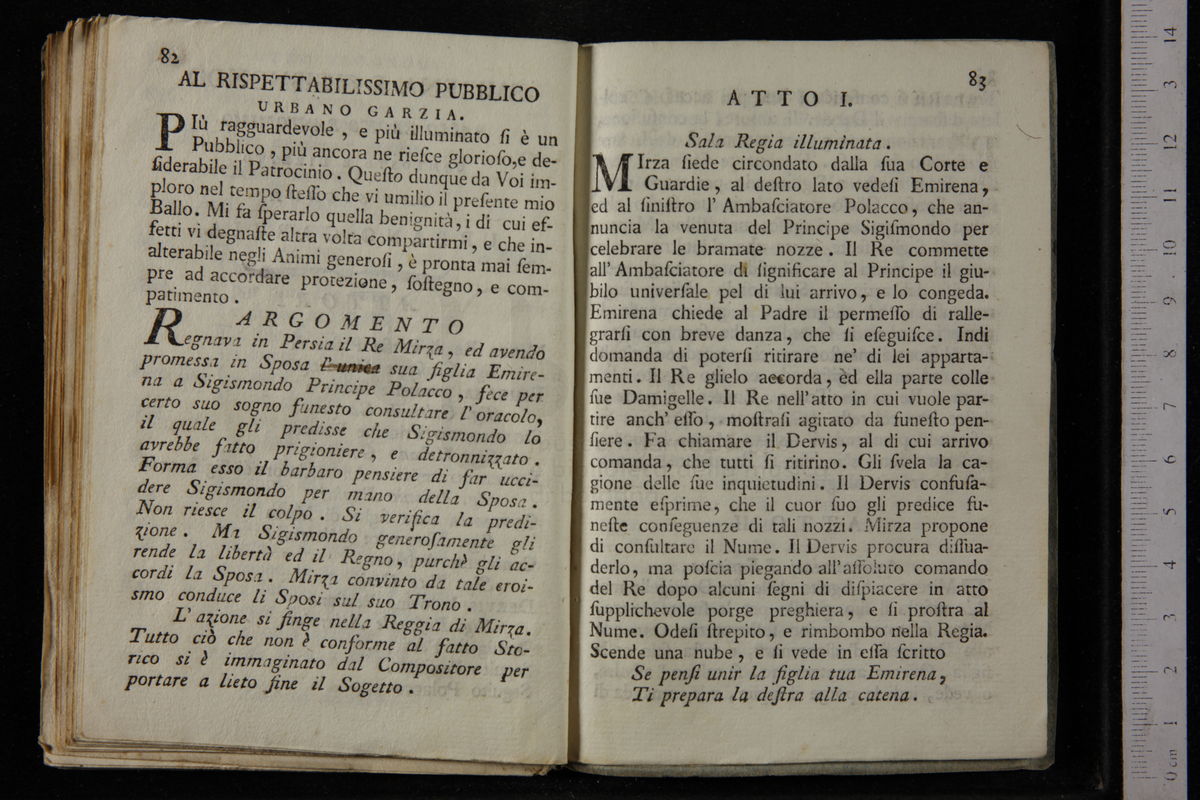 82
AL RISPETTABILISSIMO PUBBLICO
URBANO GARZIA.
PIù ragguardevole , e più illuminato ſi è un
Pubblico , più ancora ne rieſce glorioſo,e de-
ſiderabile il Patrocinio . Queſto dunque da Voi im-
ploro nel tempo ſteſſo che vi umilio il preſente mio
Ballo. Mi fa ſperarlo quella benignità, i di cui ef-
fetti vi degnaſte altra volta compartirmi , e che in-
alterabile negli Animi generoſi , è pronta mai ſem-
pre ad accordare protezione, ſoſtegno, e com-
patimento .
ARGOMENTO
Regnava in Persia il Re Mirza, ed avendo
promessa in Sposa l'unica sua figlia Emire-
na a Sigismondo Principe Polacco , fece per
certo suo sogno funesto consultare l'oracolo,
il quale gli predisse che Sigismondo lo
avrebbe fatto prigioniere , e detronnizzato .
Forma esso il barbaro pensiere di far ucci-
dere Sigismondo per mano della Sposa .
Non riesce il colpo . Si verifica la predi-
zione . Ma Sigismondo generoſamente gli
rende la libertà ed il Regno, purchè gli ac-
cordi la Sposa . Mirza convinto da tale eroi-
smo conduce li Sposi sul suo Trono .
L'azione si finge nella Reggia di Mirza.
Tutto ciò che non è conforme al fatto Sto-
rico si è immaginato dal Compositore per
portare a lieto fine il Sogetto .
83
ATTO I.
Sala Regia illuminata .
MIrza ſiede circondato dalla ſua Corte e
Guardie, al deſtro lato vedeſi Emirena,
ed al ſiniſtro l'Ambaſciatore Polacco, che an-
nuncia la venuta del Principe Sigiſmondo per
celebrare le bramate nozze . Il Re commette
all'Ambaſciatore di ſignificare al Principe il giu-
bilo univerſale pel di lui arrivo, e lo congeda.
Emirena chiede al Padre il permeſſo di ralle-
grarſi con breve danza, che ſi eſeguiſce. Indi
domanda di poterſi ritirare ne' di lei apparta-
menti . Il Re glielo accorda, èd ella parte colle
ſue Damigelle. Il Re nell'atto in cui vuole par-
tire anch'eſſo , moſtraſi agitato da funeſto pen-
ſiere . Fa chiamare il Dervis, al di cui arrivo
comanda, che tutti ſi ritirino. Gli ſvela la ca-
gione delle ſue inquietudini . Il Dervis confuſa-
mente eſprime, che il cuor ſuo gli predice fu-
neſte conſeguenze di tali nozzi. Mirza propone
di conſultare il Nume. Il Dervis procura diſſua-
derlo, ma poſcia piegando all'aſſoluto comando
del Re dopo alcuni ſegni di diſpiacere in atto
ſupplichevole porge preghiera, e ſi proſtra al
Nume. Odeſi ſtrepito, e rimbombo nella Regia.
Scende una nube, e ſi vede in eſſa ſcritto
Se penſi unir la figlia tua Emirena,
Ti prepara la deſtra alla catena .
0 cm 1 2 3 4 5 6 7 8 9 10 11 12 13 14